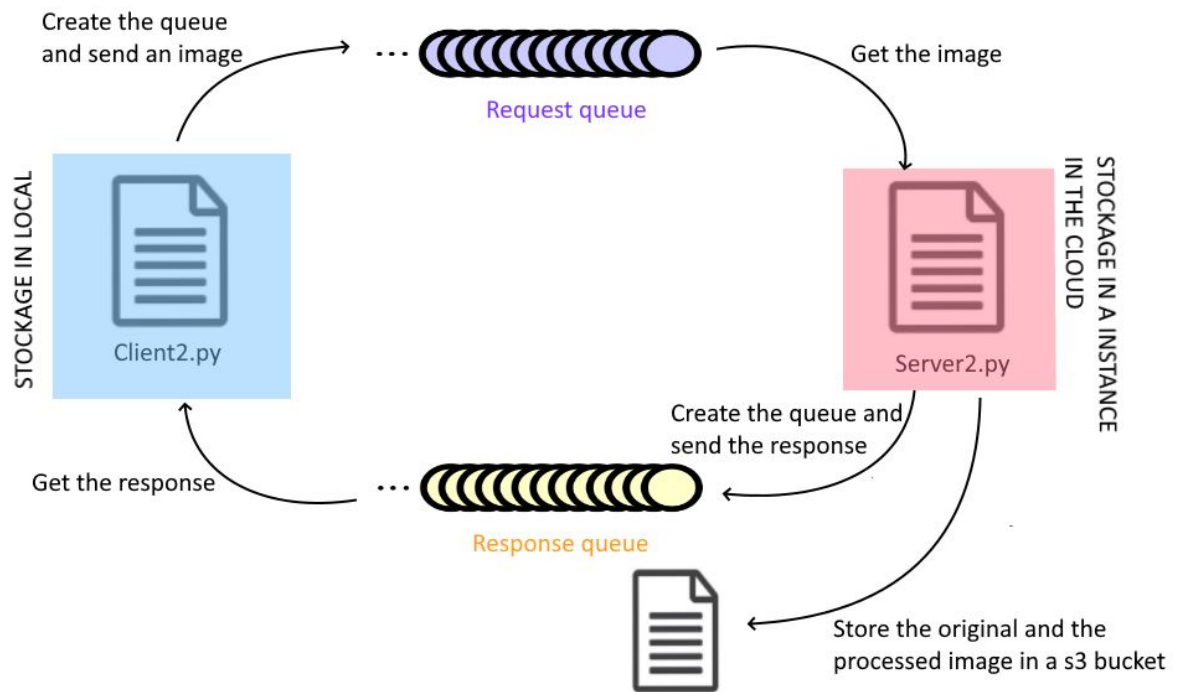 Create the queue
and send an image
...
Request queue
Get the image
STOCKAGE IN LOCAL
Client2.py
Server2.py
STOCKAGE IN A INSTANCE
IN THE CLOUD
Create the queue and
send the response
Get the response
...
Response queue
Store the original and the
processed image in a s3 bucket